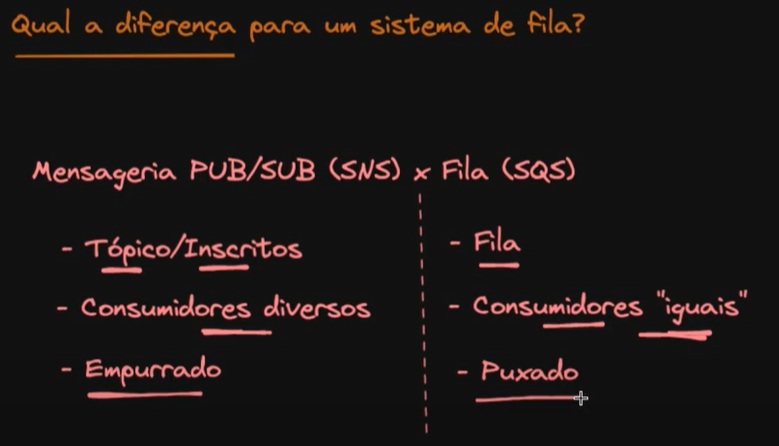 Qual a diferença para um sistema de fila?
Mensageria PUB/SUB (SNS) x Fila (SQS)
- Tópico/Inscritos
- Consumidores diversos
- Empurrado
- Fila
- Consumidores "iguais"
- Puxado